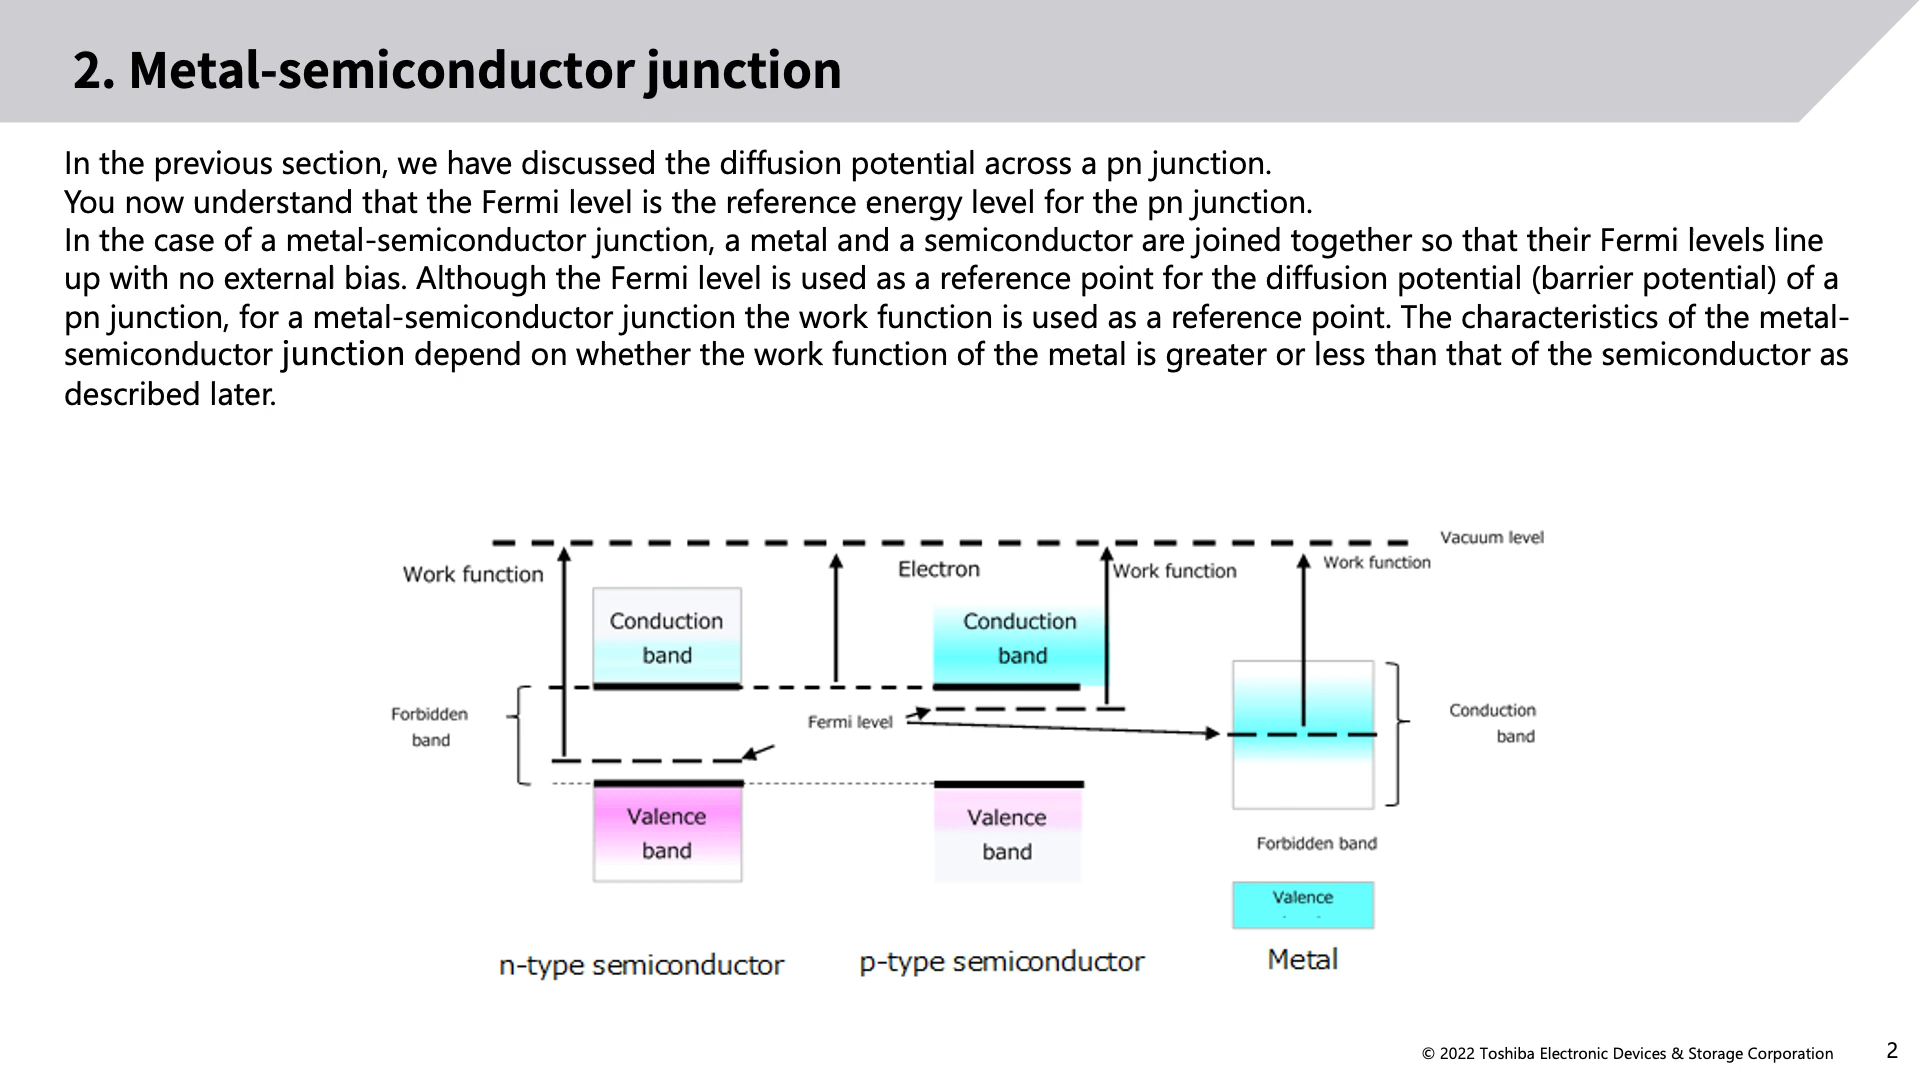 2. Metal-semiconductor junction
In the previous section, we have discussed the diffusion potential across a pn junction.
You now understand that the Fermi level is the reference energy level for the pn junction.
In the case of a metal-semiconductor junction, a metal and a semiconductor are joined together so that their Fermi levels line
up with no external bias. Although the Fermi level is used as a reference point for the diffusion potential (barrier potential) of a
pn junction, for a metal-semiconductor junction the work function is used as a reference point. The characteristics of the metal-
semiconductor junction depend on whether the work function of the metal is greater or less than that of the semiconductor as
described later.
Vacuum level
Work function
Electron
Work function
Work function
Conduction
band
Conduction
band
Forbidden
band
Fermi level
Conduction
band
Valence
band
Valence
band
Forbidden band
Valence
n-type semiconductor
p-type semiconductor
Metal
© 2022 Toshiba Electronic Devices & Storage Corporation
2